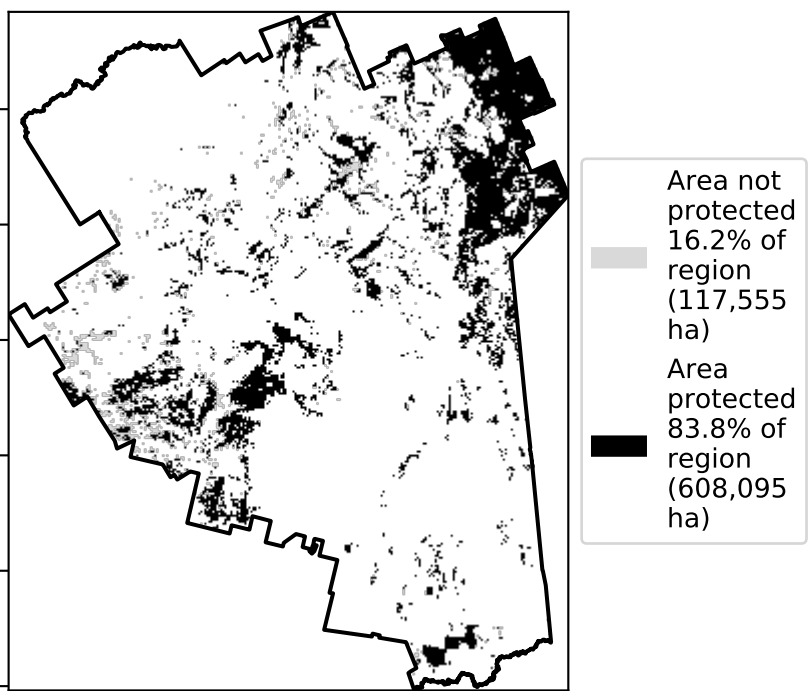 Area not
protected
16.2% of
region
(117,555
ha)
Area
protected
83.8% of
region
(608,095
ha)